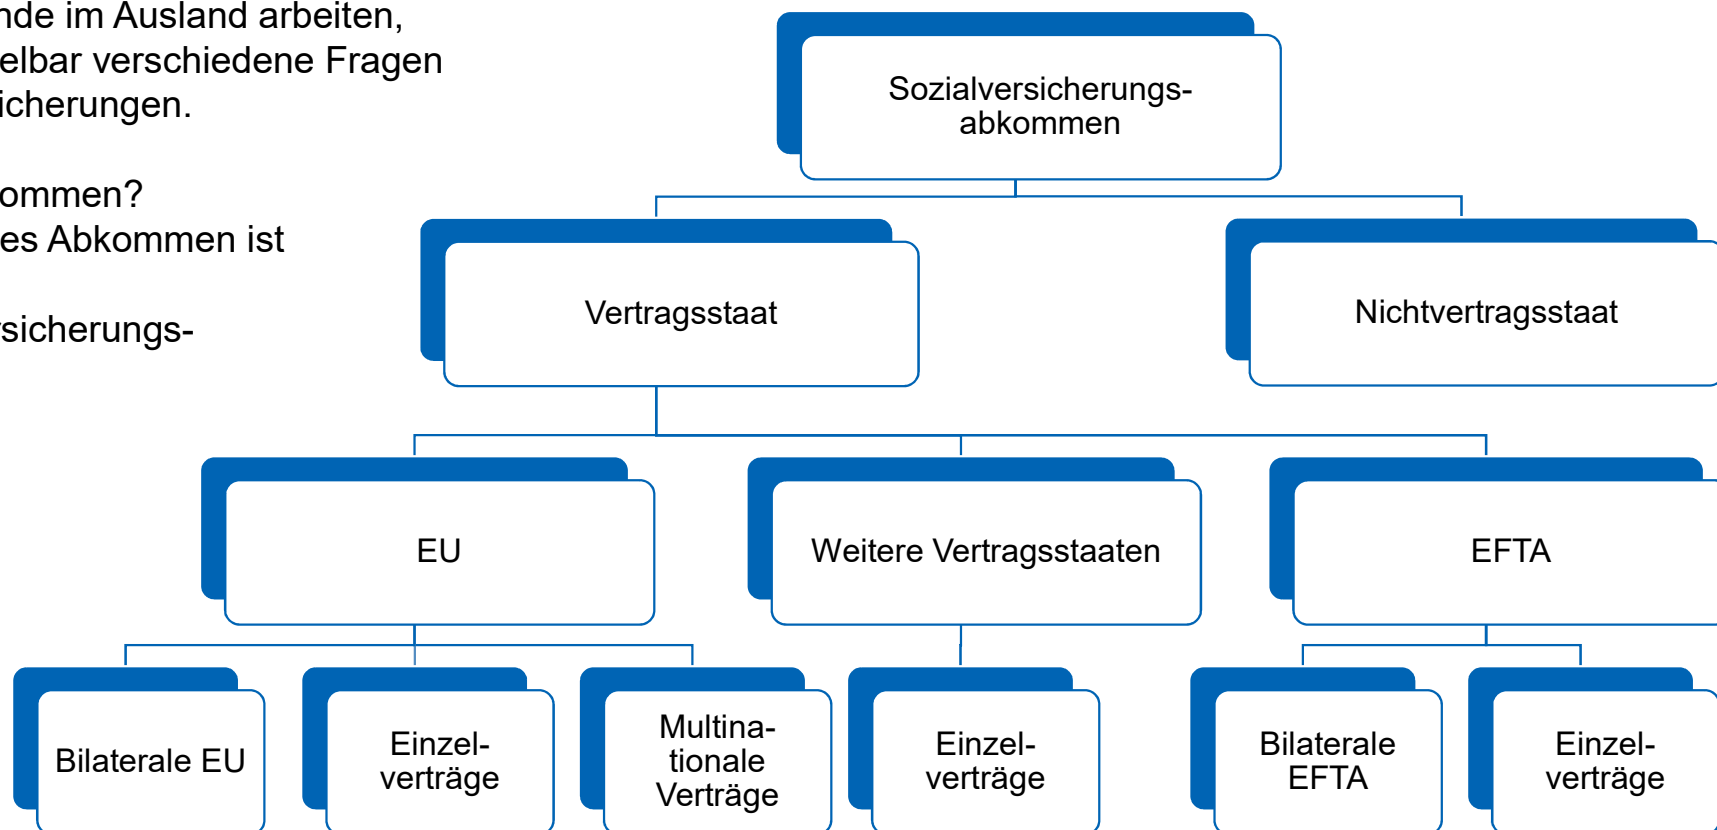 nde im Ausland arbeiten,
elbar verschiedene Fragen
icherungen.
ommen?
es Abkommen ist
rsicherungs-
Sozialversicherungs-
abkommen
Vertragsstaat
Nichtvertragsstaat
EU
Weitere Vertragsstaaten
EFTA
Bilaterale EU
Einzel-
verträge
Multina-
tionale
Verträge
Einzel-
verträge
Bilaterale
EFTA
Einzel-
verträge